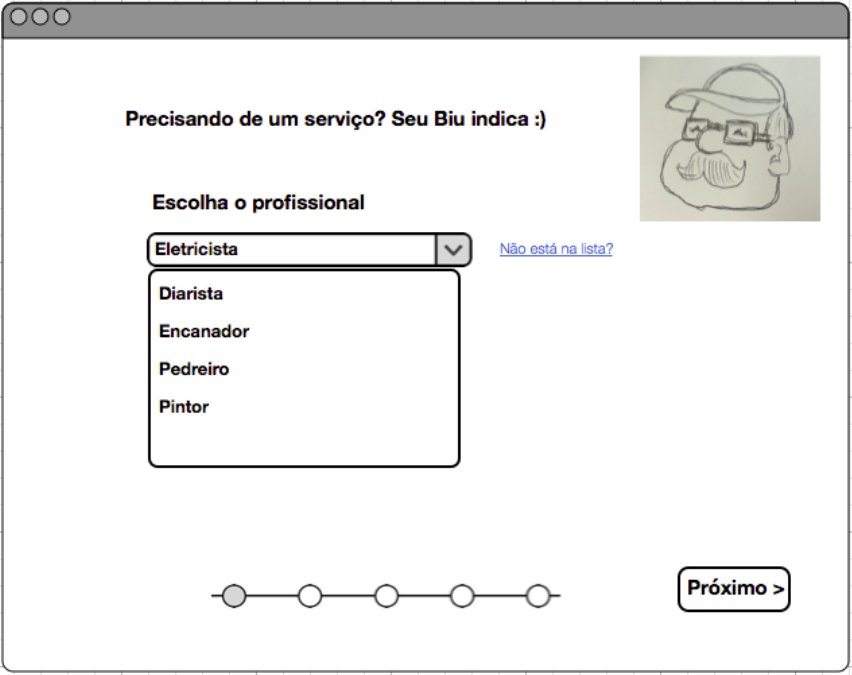 Precisando de um serviço? Seu Biu indica :)
Escolha o profissional
Eletricista
Não está na lista?
Diarista
Encanador
Pedreiro
Pintor
Próximo >